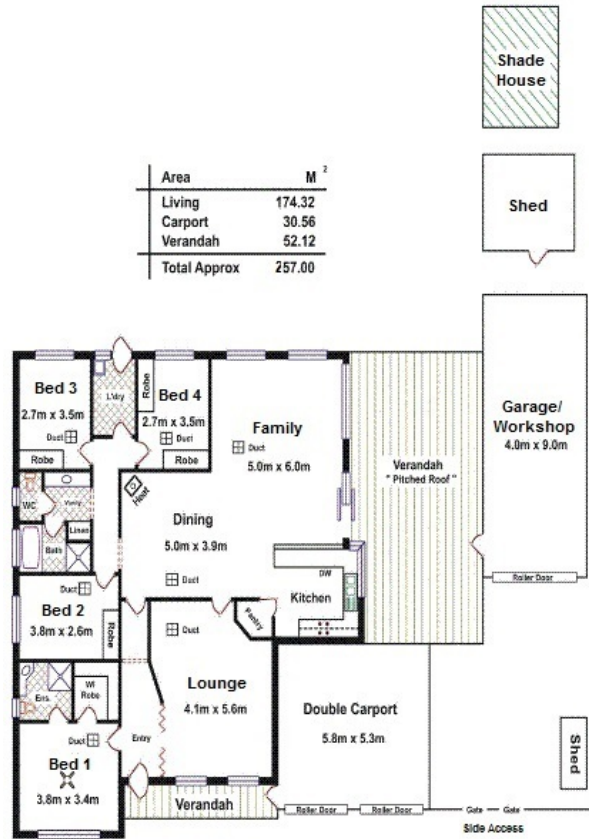 Shade
House
Area M 2
Living 174.32
Carport 30.56
Verandah 52.12
Total Approx 257.00
Shed
Bed 3
2.7m x 3.5m
Duct
Robe
L'dry
Robe
Bed 4
2.7m x 3.5m
Duct
Robe
Family
Duct
5.0m x 6.0m
Verandah
" Pitched Roof "
Garage/
Workshop
4.0m x 9.0m
Roller Door
WC
Vanity
Linen
Bath
Heat
Dining
5.0m x 3.9m
Duct
DW
Kitchen
Pantry
Duct
Bed 2
3.8m x 2.6m
Robe
Duct
Lounge
4.1m x 5.6m
Ens.
WI
Robe
Entry
Duct
Bed 1
3.8m x 3.4m
Double Carport
5.8m x 5.3m
Shed
Verandah
Roller Door Roller Door
Gate Gate
Side Access